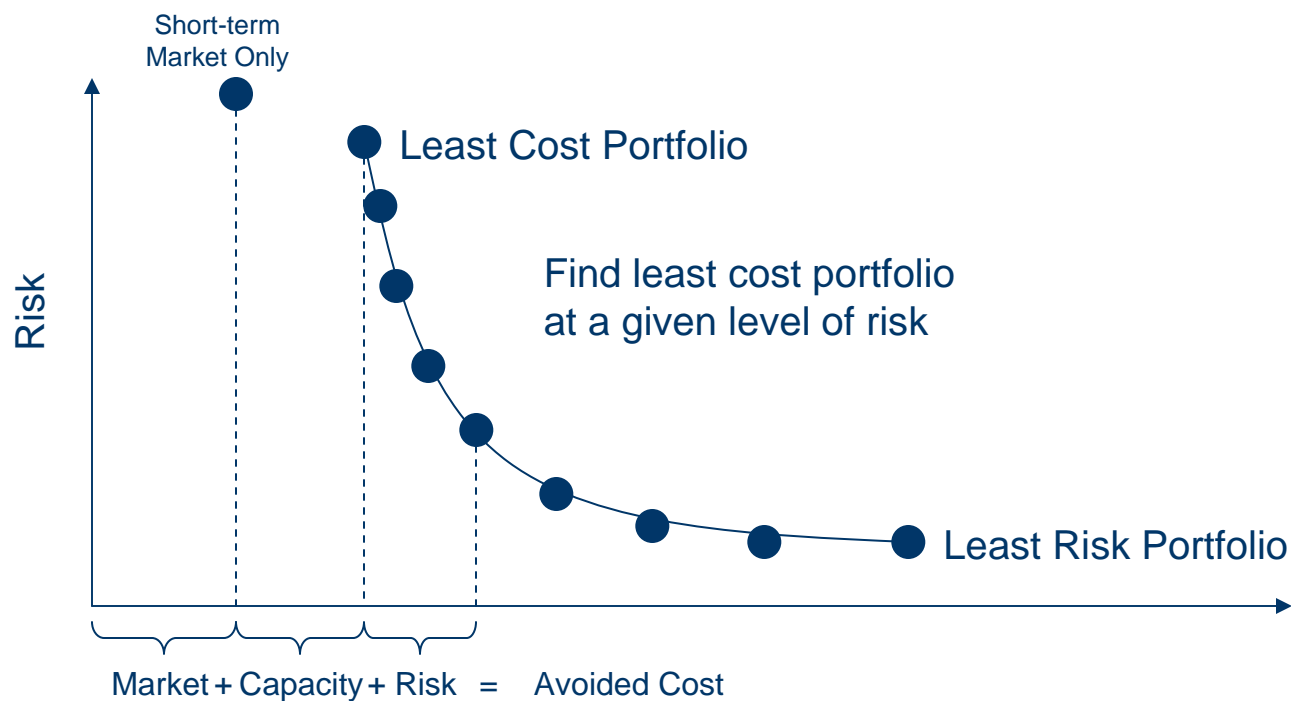 Short-term
Market Only
Least Cost Portfolio
Find least cost portfolio
at a given level of risk
Risk
Least Risk Portfolio
Market + Capacity + Risk = Avoided Cost